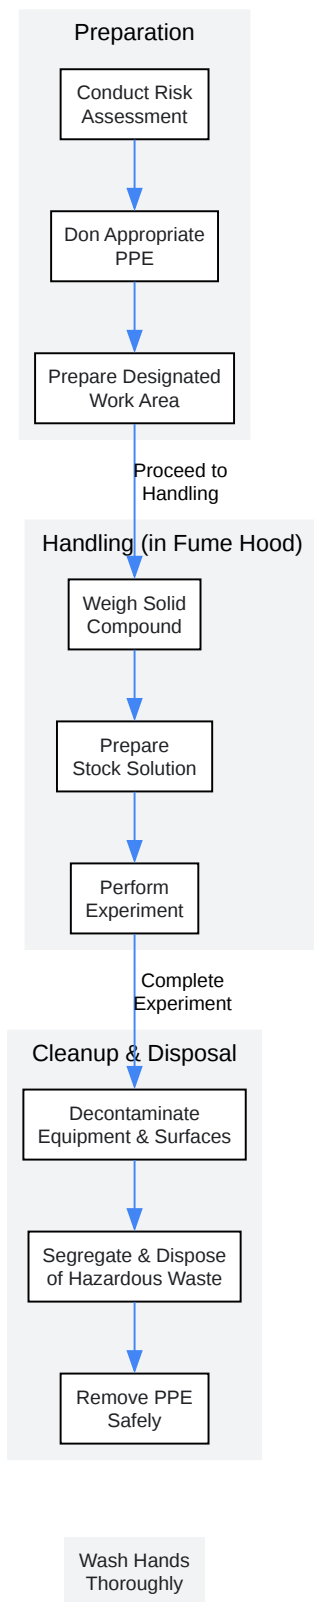 Preparation
Conduct Risk
Assessment
Don Appropriate
PPE
Prepare Designated
Work Area
Proceed to
Handling
Handling (in Fume Hood)
Weigh Solid
Compound
Prepare
Stock Solution
Perform
Experiment
Complete
Experiment
Cleanup & Disposal
Decontaminate
Equipment & Surfaces
Segregate & Dispose
of Hazardous Waste
Remove PPE
Safely
Wash Hands
Thoroughly